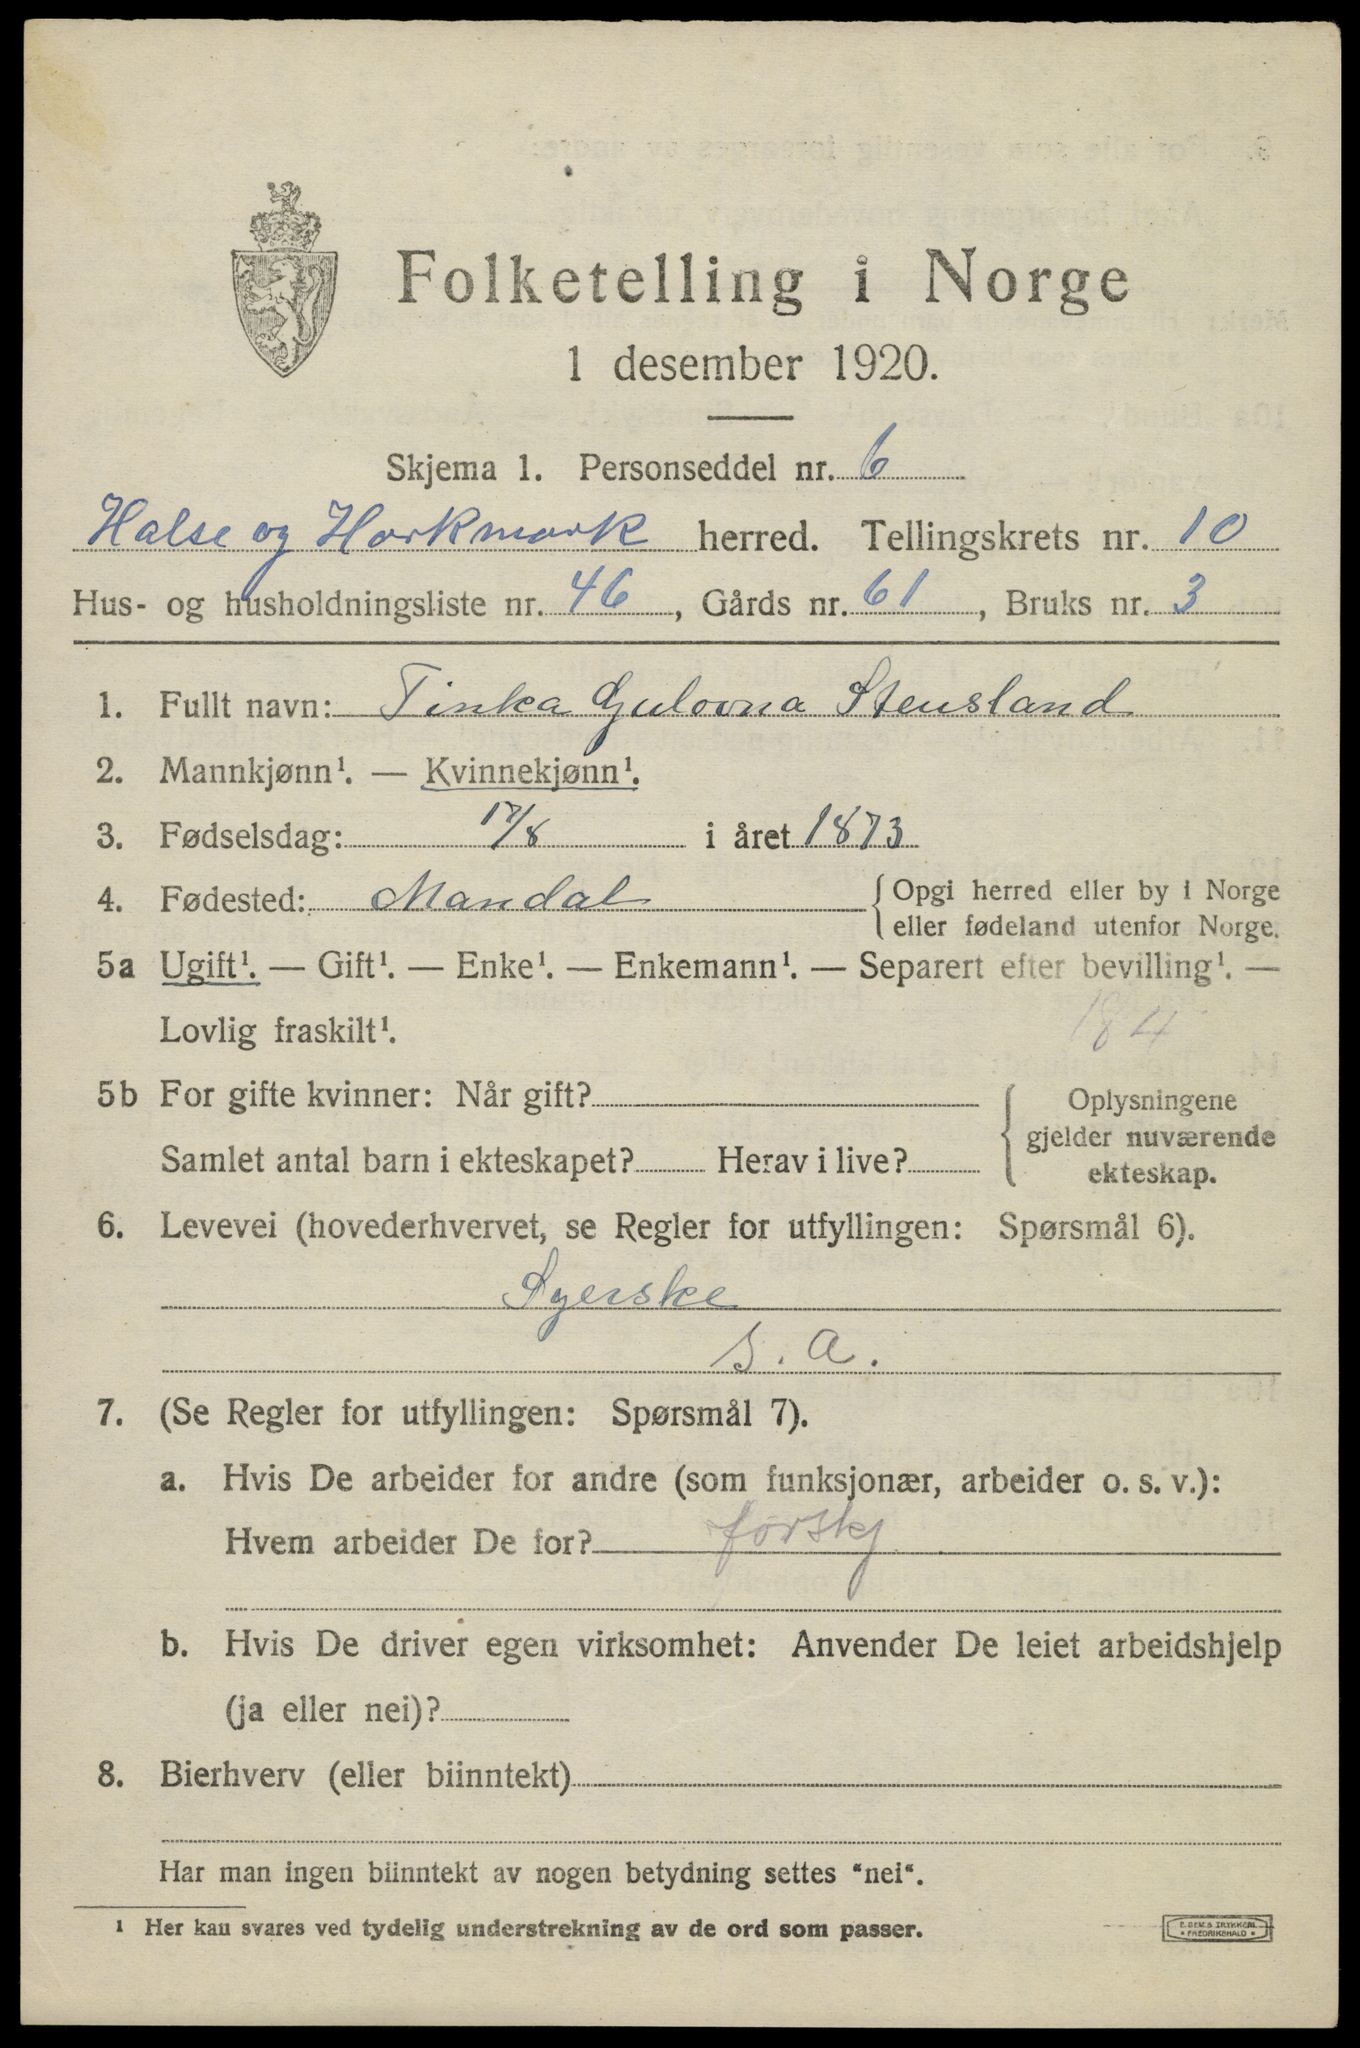 Folketelling i Norge
1 desember 1920.
Skjema 1. Personseddel nr. 6
Halse og Harkmark herred. Tellingskrets nr. 10
Hus- og husholdningsliste nr. 46, Gårds nr. 61, Bruks nr. 3
1. Fullt navn: Tinka Gulovna Stensland
2. Mannkjønn¹. — Kvinnekjønn¹.
3. Fødselsdag: 17/8 i året 1873
4. Fødested: Mandal {Opgi herred eller by i Norge
eller fødeland utenfor Norge.
5a Ugift¹. — Gift¹. — Enke¹. — Enkemann¹. — Separert efter bevilling¹. —
Lovlig fraskilt¹.
184
5b For gifte kvinner: Når gift?
Samlet antal barn i ekteskapet? Herav i live?
{Oplysningene
gjelder nuværende
ekteskap.
6. Levevei (hovederhvervet, se Regler for utfyllingen: Spørsmål 6).
Syerske
S. A.
7. (Se Regler for utfyllingen: Spørsmål 7).
a. Hvis De arbeider for andre (som funksjonær, arbeider o. s. v.):
Hvem arbeider De for? forskj
b. Hvis De driver egen virksomhet: Anvender De leiet arbeidshjelp
(ja eller nei)?
8. Bierhverv (eller biinntekt)
Har man ingen biinntekt av nogen betydning settes "nei".
1 Her kan svares ved tydelig understrekning av de ord som passer.
FREDRIKSHALD